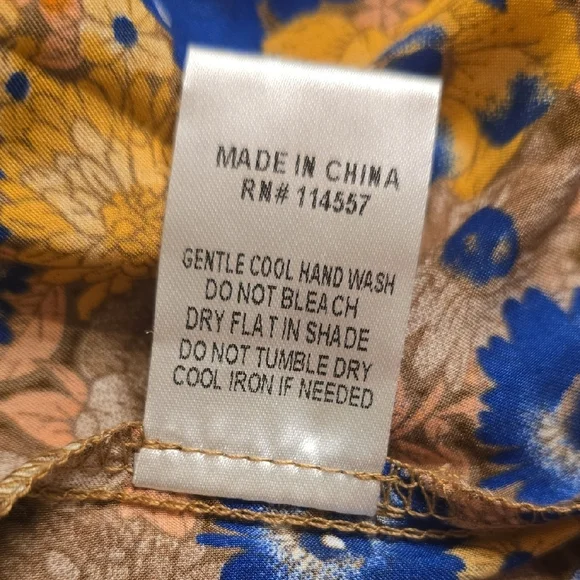 MADE IN CHINA
RN# 114557
GENTLE COOL HAND WASH
DO NOT BLEACH
DRY FLAT IN SHADE
DO NOT TUMBLE DRY
COOL IRON IF NEEDED